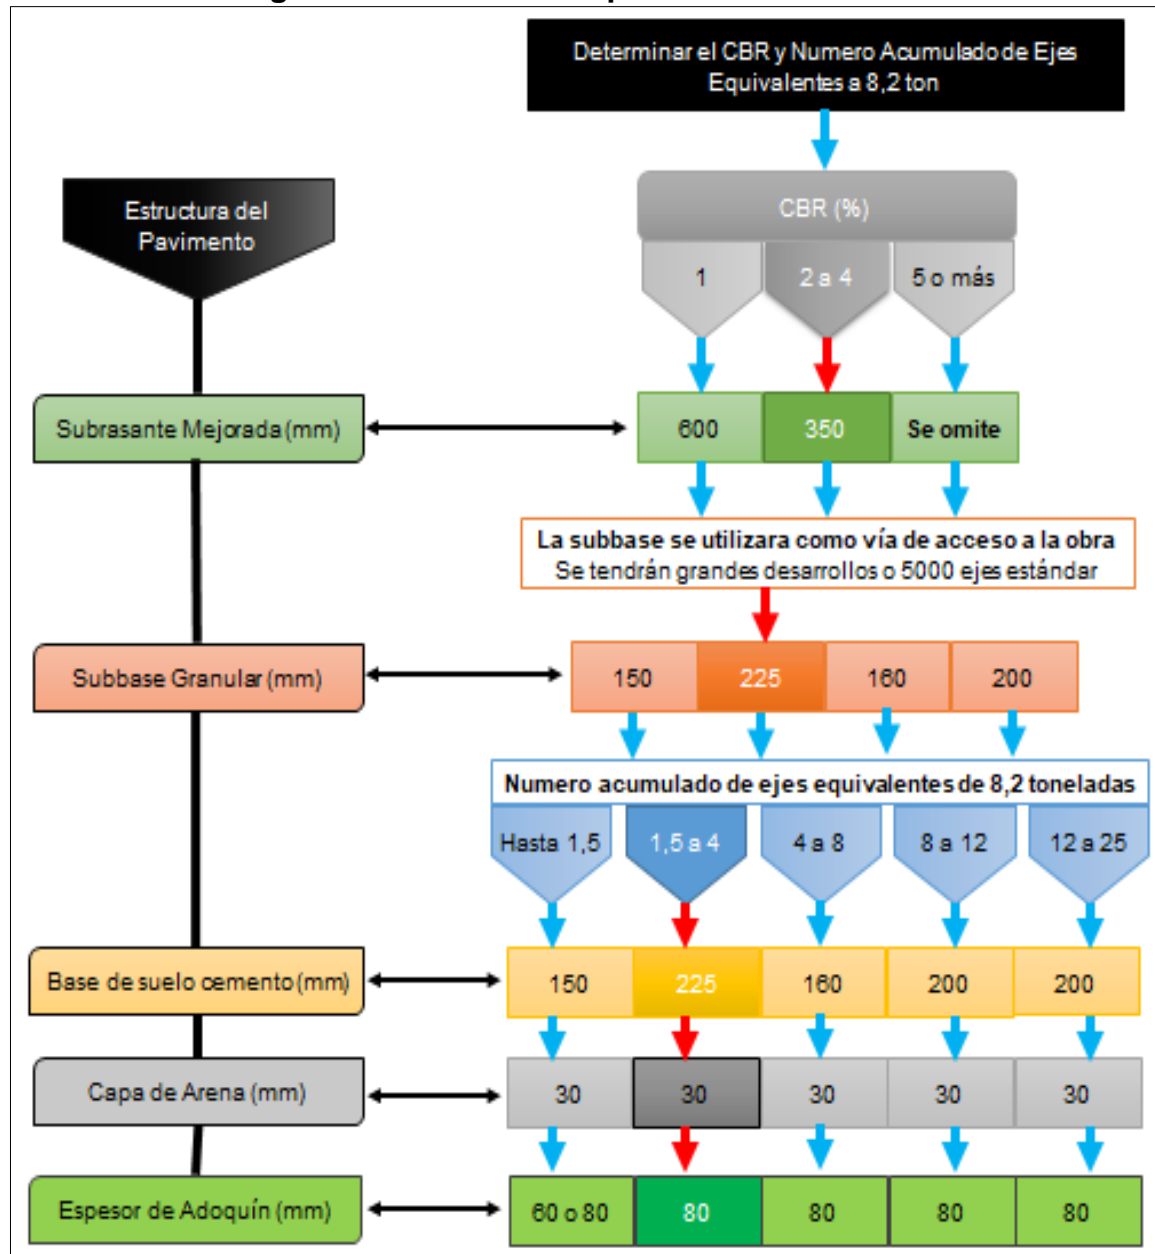 Determinar el CBR y Numero Acumulado de Ejes
Equivalentes a 8,2 ton
Estructura del
Pavimento
CBR (%)
1
2 a 4
5 o más
Subrasante Mejorada (mm)
600
350
Se omite
La subbase se utilizara como vía de acceso a la obra
Se tendrán grandes desarrollos o 5000 ejes estándar
Subbase Granular (mm)
150
225
160
200
Numero acumulado de ejes equivalentes de 8,2 toneladas
Hasta 1,5
1,5 a 4
4 a 8
8 a 12
12 a 25
Base de suelo cemento (mm)
150
225
160
200
200
Capa de Arena (mm)
30
30
30
30
30
Espesor de Adoquín (mm)
60 o 80
80
80
80
80